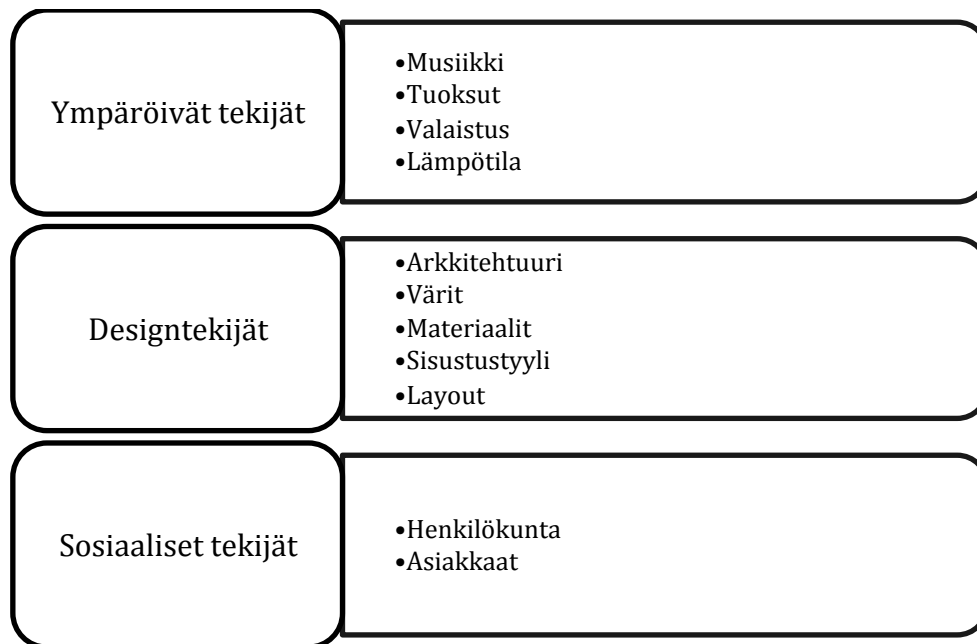 Ympäröivät tekijät
•Musiikki
•Tuoksut
•Valaistus
•Lämpötila
Designtekijät
•Arkkitehtuuri
•Värit
•Materiaalit
•Sisustustyyli
•Layout
Sosiaaliset tekijät
•Henkilökunta
•Asiakkaat